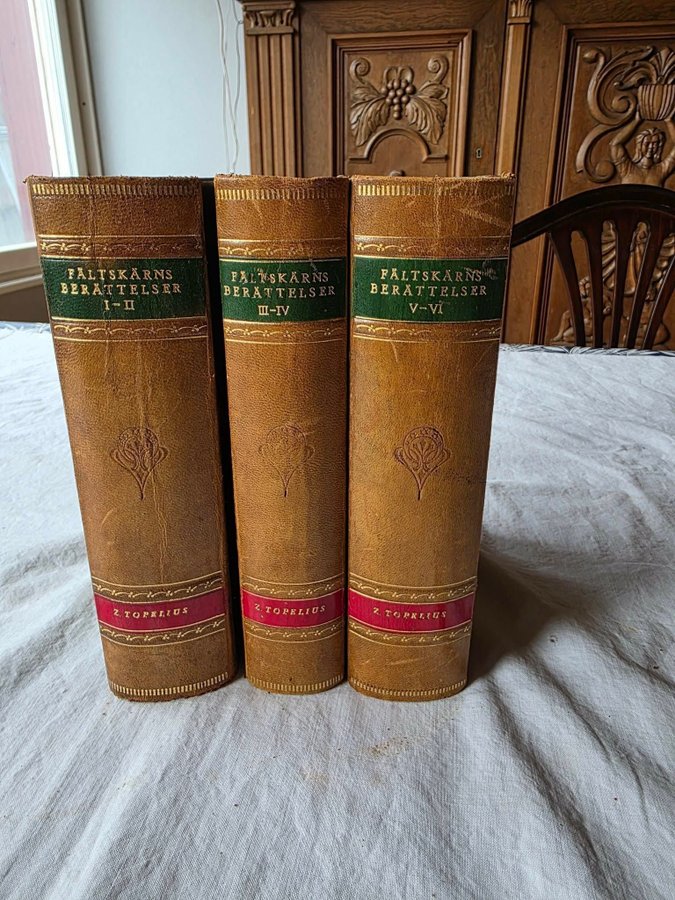 FÄLTSKÄRNS
BERÄTTELSER
I-II
Z. TOPELIUS
FÄLTSKÄRNS
BERÄTTELSER
III-IV
Z. TOPELIUS
FÄLTSKÄRNS
BERÄTTELSER
V-VI
Z. TOPELIUS